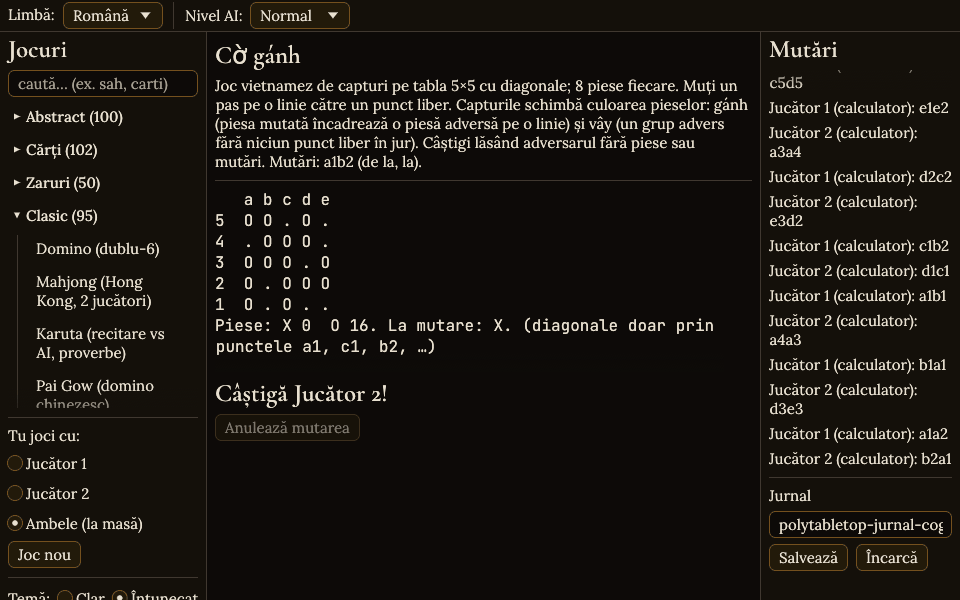 Limbă: Română ▼ Nivel AI: Normal ▼
Jocuri
caută... (ex. sah, carti)
▸ Abstract (100)
▸ Cărți (102)
▸ Zaruri (50)
▾ Clasic (95)
Domino (dublu-6)
Mahjong (Hong
Kong, 2 jucători)
Karuta (recitare vs
AI, proverbe)
Pai Gow (domino
chinezesc)
Tu joci cu:
Jucător 1
Jucător 2
Ambele (la masă)
Joc nou
Temă: Clar Întunecat
Cờ gánh
Joc vietnamez de capturi pe tabla 5×5 cu diagonale; 8 piese fiecare. Muți un
pas pe o linie către un punct liber. Capturile schimbă culoarea pieselor: gánh
(piesa mutată încadrează o piesă adversă pe o linie) și vây (un grup advers
fără niciun punct liber în jur). Câștigi lăsând adversarul fără piese sau
mutări. Mutări: a1b2 (de la, la).
a b c d e
5 O O . O .
4 . O O O .
3 O O O . O
2 O . O O O
1 O . O . .
Piese: X 0 O 16. La mutare: X. (diagonale doar prin
punctele a1, c1, b2, …)
Câștigă Jucător 2!
Anulează mutarea
Mutări
c5d5
Jucător 1 (calculator): e1e2
Jucător 2 (calculator):
a3a4
Jucător 1 (calculator): d2c2
Jucător 2 (calculator):
e3d2
Jucător 1 (calculator): c1b2
Jucător 2 (calculator): d1c1
Jucător 1 (calculator): a1b1
Jucător 2 (calculator):
a4a3
Jucător 1 (calculator): b1a1
Jucător 2 (calculator):
d3e3
Jucător 1 (calculator): a1a2
Jucător 2 (calculator): b2a1
Jurnal
polytabletop-jurnal-cog
Salvează Încarcă